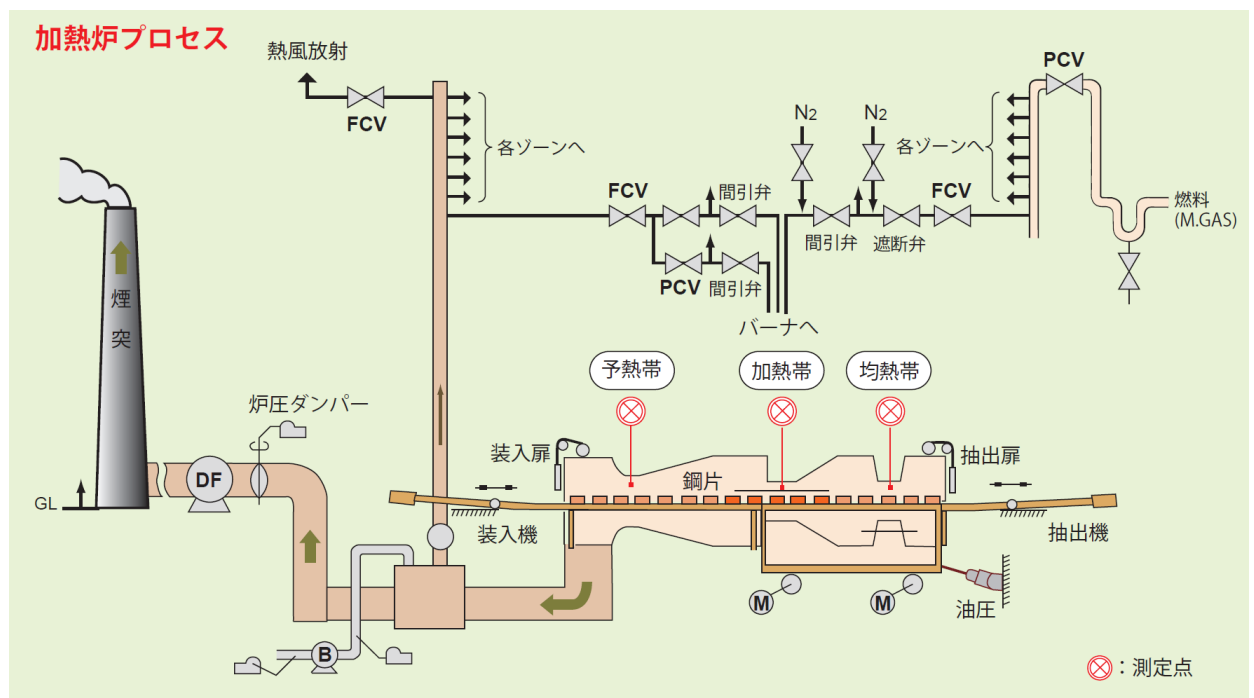 加熱炉プロセス
熱風放射
FCV
各ゾーンへ
PCV
N2
N2
各ゾーンへ
FCV
間引弁
FCV
間引弁
遮断弁
燃料
(M.GAS)
PCV
間引弁
バーナへ
煙突
予熱帯
加熱帯
均熱帯
炉圧ダンパー
装入扉
抽出扉
鋼片
DF
GL
装入機
抽出機
M
M
油圧
B
：測定点